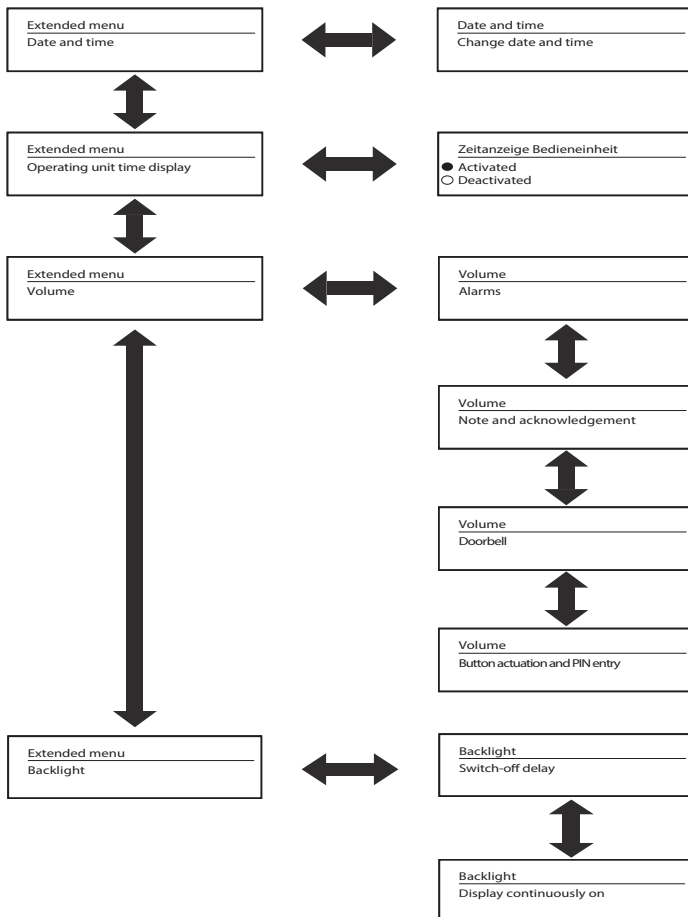 Extended menu
Date and time
Date and time
Change date and time
Extended menu
Operating unit time display
Zeitanzeige Bedieneinheit
Activated
Deactivated
Extended menu
Volume
Volume
Alarms
Volume
Note and acknowledgement
Volume
Doorbell
Volume
Button actuation and PIN entry
Extended menu
Backlight
Backlight
Switch-off delay
Backlight
Display continuously on